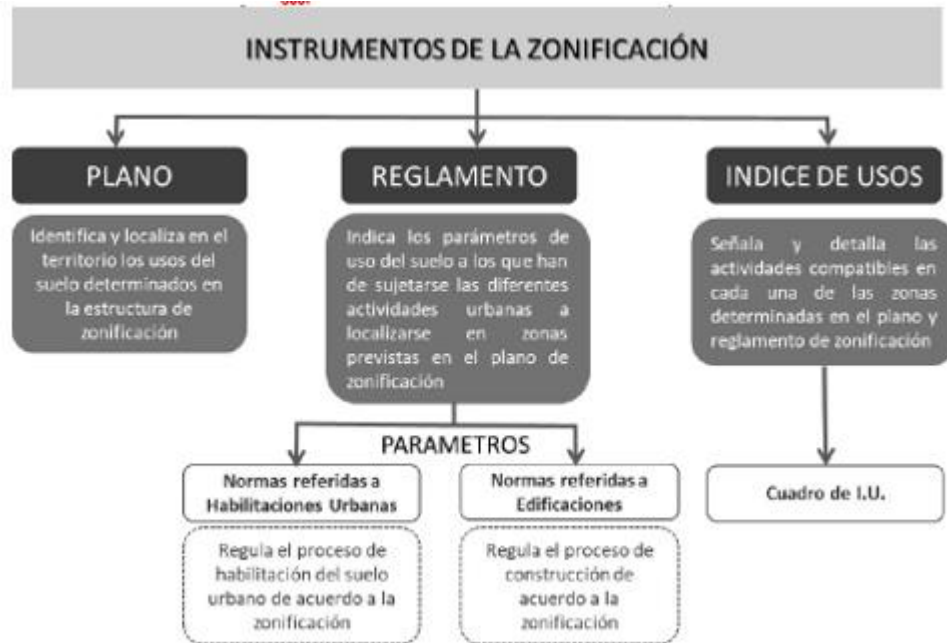 INSTRUMENTOS DE LA ZONIFICACIÓN
PLANO
Identifica y localiza en el
territorio los usos del
suelo determinados en
la estructura de
zonificación
REGLAMENTO
Indica los parámetros de
uso del suelo a los que han
de sujetarse las diferentes
actividades urbanas a
localizarse en zonas
previstas en el plano de
zonificación
INDICE DE USOS
Señala y detalla las
actividades compatibles en
cada una de las zonas
determinadas en el plano y
reglamento de zonificación
PARAMETROS
Normas referidas a
Habilitaciones Urbanas
Regula el proceso de
habilitación del suelo
urbano de acuerdo a la
zonificación
Normas referidas a
Edificaciones
Regula el proceso de
construcción de
acuerdo a la
zonificación
Cuadro de I.U.